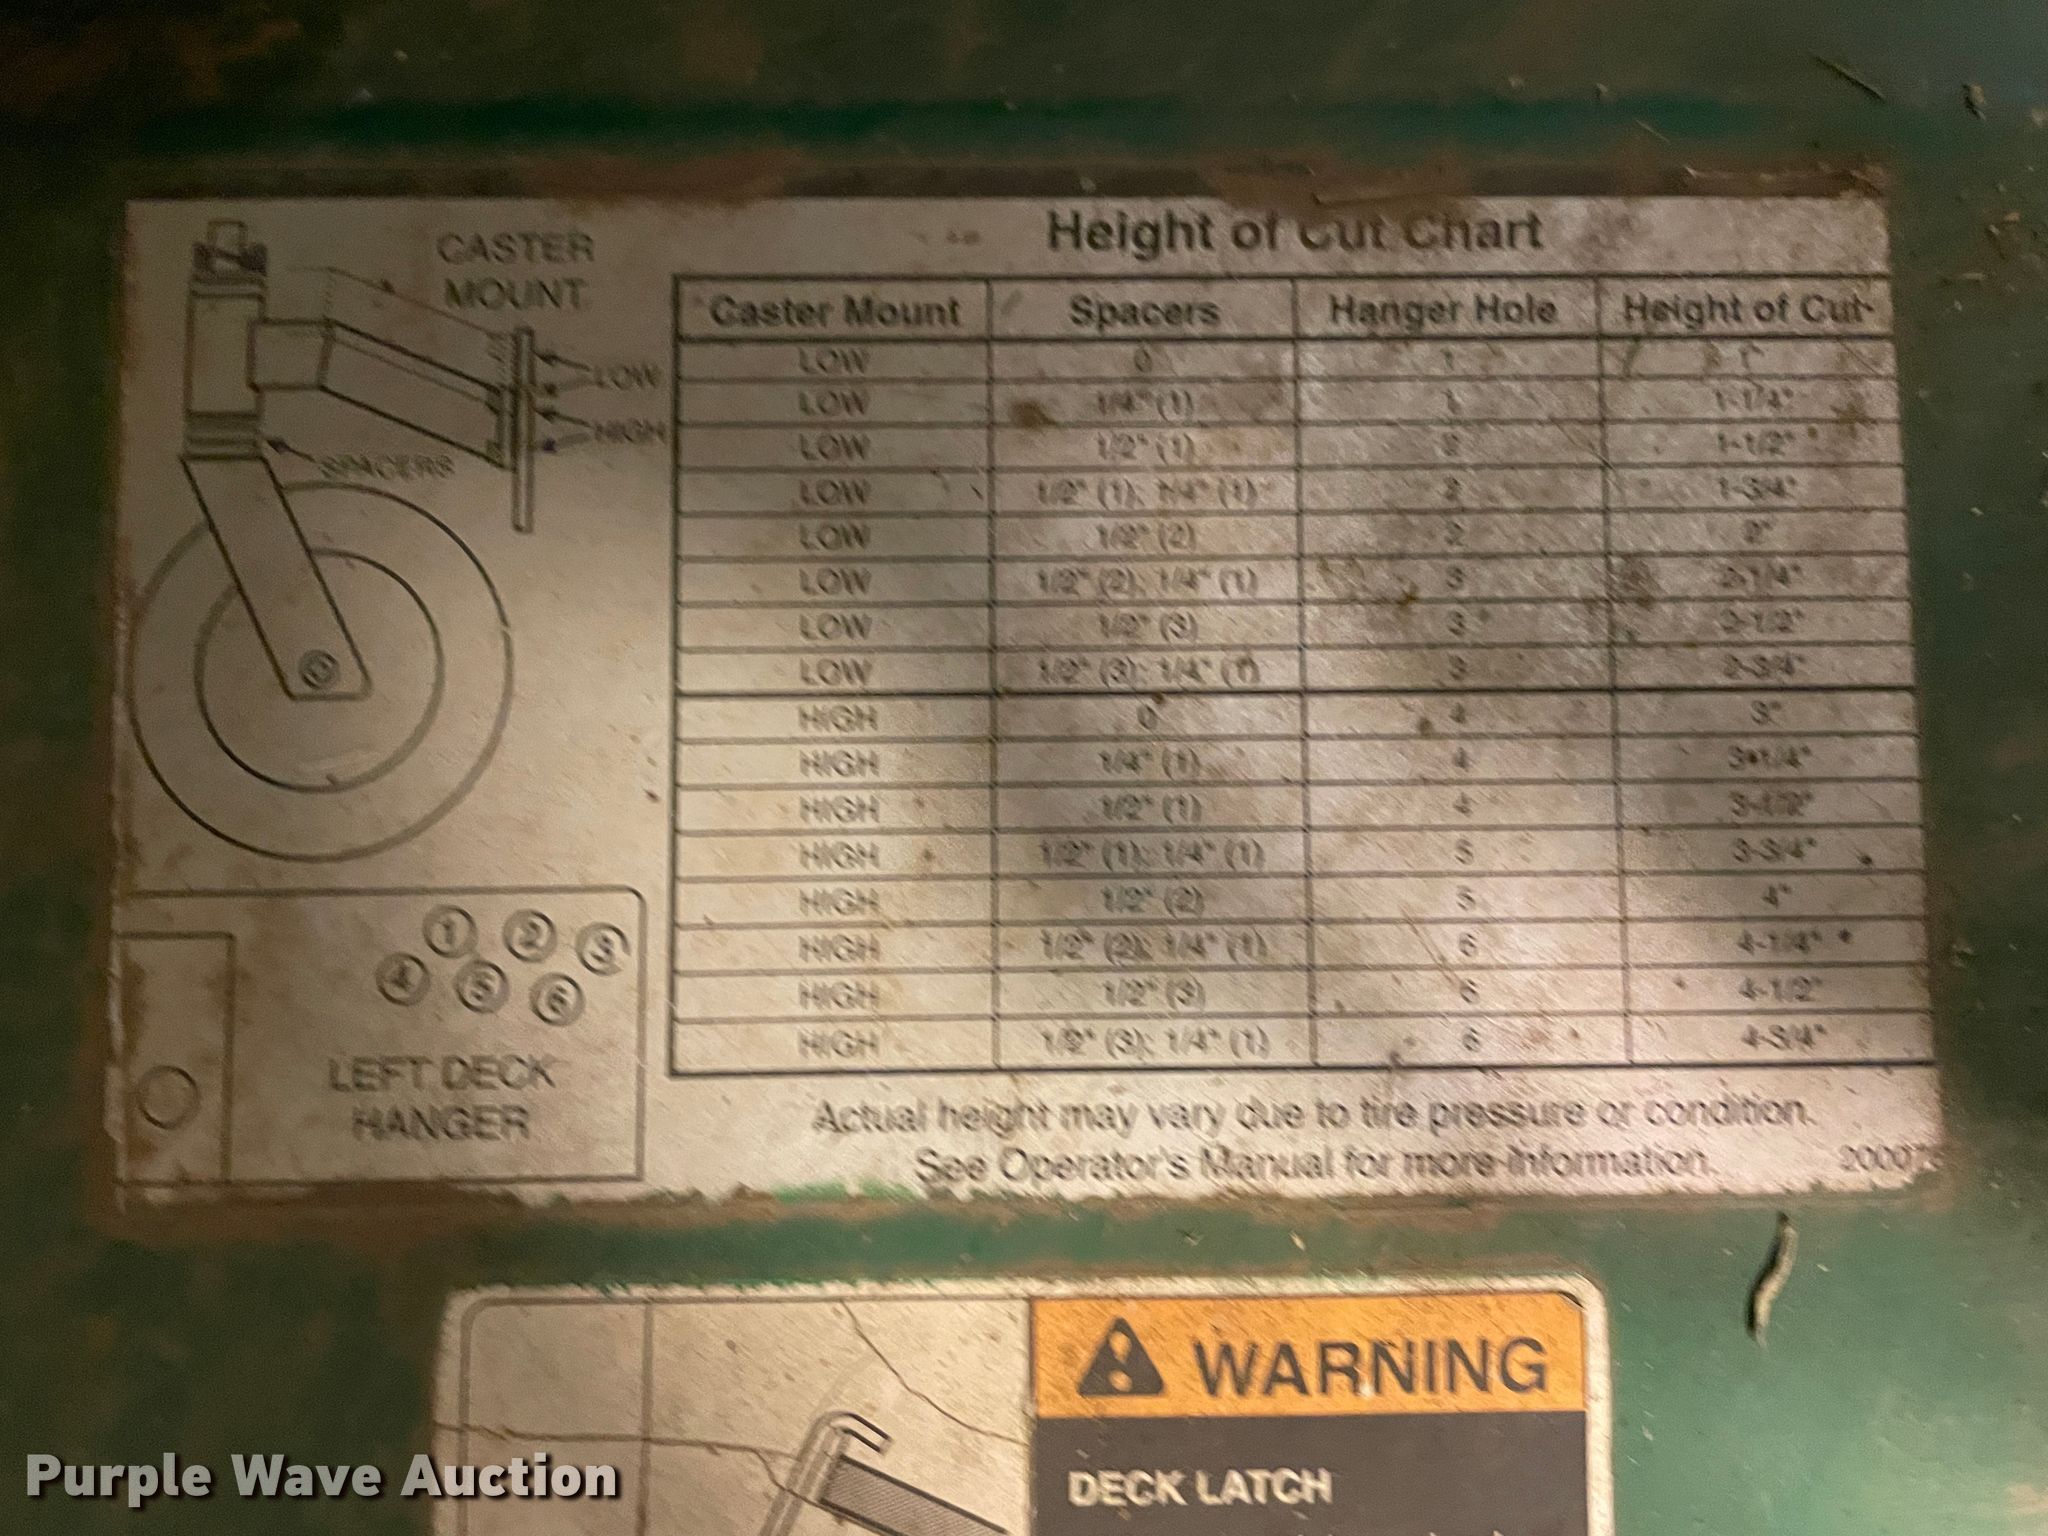 CASTER
MOUNT
LOW
HIGH
SPACERS
1 2 3
4 5 6
LEFT DECK
HANGER
Height of Cut Chart
Caster Mount Spacers Hanger Hole Height of Cut
LOW 0 1 1"
LOW 1/4" (1) 1 1-1/4"
LOW 1/2" (1) 2 1-1/2"
LOW 1/2" (1); 1/4" (1) 2 1-3/4"
LOW 1/2" (2) 2 2"
LOW 1/2" (2); 1/4" (1) 3 2-1/4"
LOW 1/2" (3) 3 2-1/2"
LOW 1/2" (3); 1/4" (1) 3 2-3/4"
HIGH 0 4 3"
HIGH 1/4" (1) 4 3-1/4"
HIGH 1/2" (1) 4 3-1/2"
HIGH 1/2" (1); 1/4" (1) 5 3-3/4"
HIGH 1/2" (2) 5 4"
HIGH 1/2" (2); 1/4" (1) 6 4-1/4"
HIGH 1/2" (3) 6 4-1/2"
HIGH 1/2" (3); 1/4" (1) 6 4-3/4"
Actual height may vary due to tire pressure or condition.
See Operator's Manual for more information.
WARNING
DECK LATCH
Purple Wave Auction